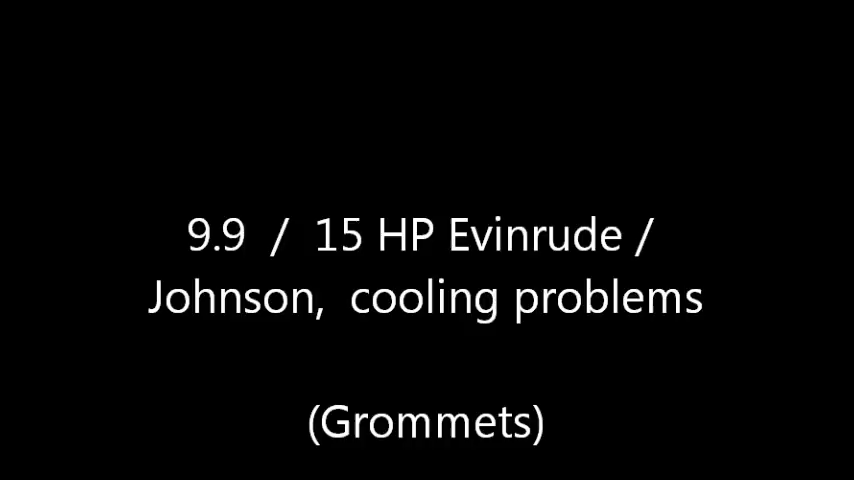 9.9  /  15 HP Evinrude /
Johnson,  cooling problems
(Grommets)